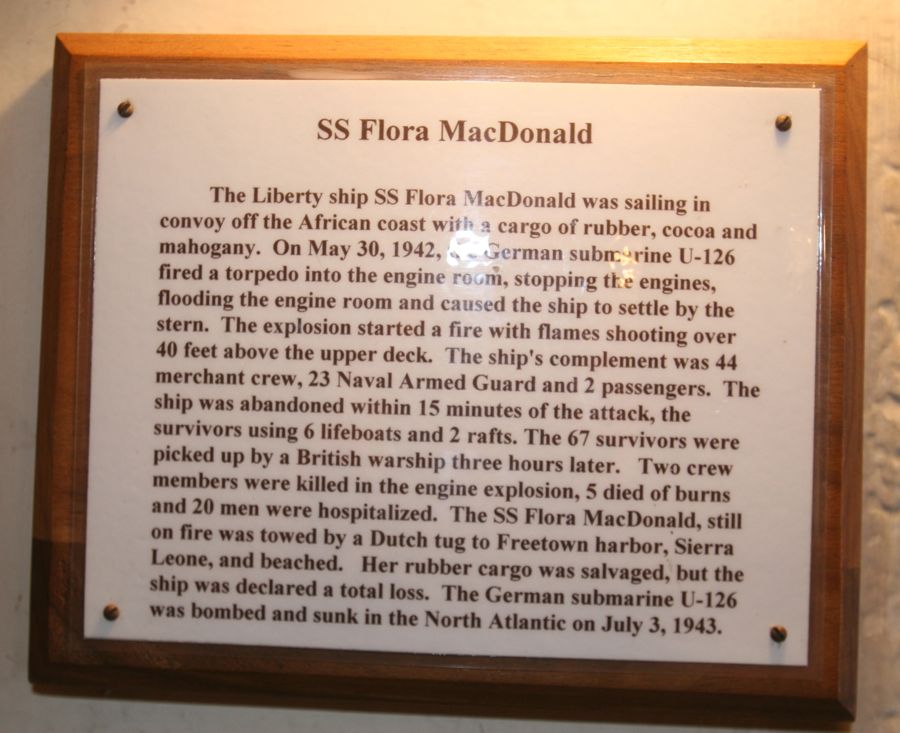 SS Flora MacDonald
The Liberty ship SS Flora MacDonald was sailing in
convoy off the African coast with a cargo of rubber, cocoa and
mahogany. On May 30, 1942, German submarine U-126
fired a torpedo into the engine room, stopping the engines,
flooding the engine room and caused the ship to settle by the
stern. The explosion started a fire with flames shooting over
40 feet above the upper deck. The ship's complement was 44
merchant crew, 23 Naval Armed Guard and 2 passengers. The
ship was abandoned within 15 minutes of the attack, the
survivors using 6 lifeboats and 2 rafts. The 67 survivors were
picked up by a British warship three hours later. Two crew
members were killed in the engine explosion, 5 died of burns
and 20 men were hospitalized. The SS Flora MacDonald, still
on fire was towed by a Dutch tug to Freetown harbor, Sierra
Leone, and beached. Her rubber cargo was salvaged, but the
ship was declared a total loss. The German submarine U-126
was bombed and sunk in the North Atlantic on July 3, 1943.